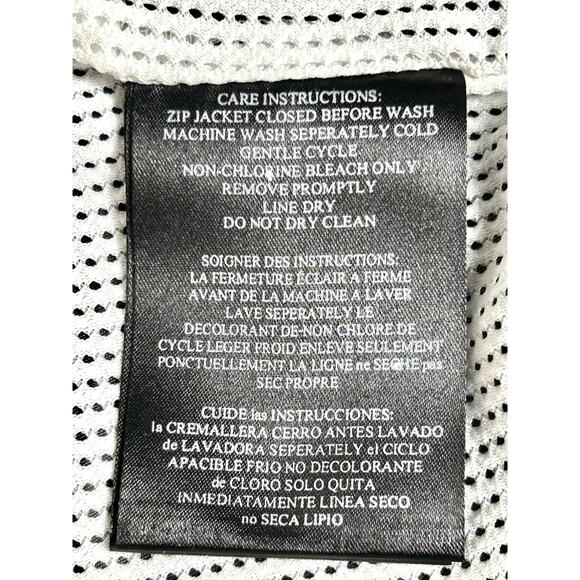 CARE INSTRUCTIONS:
ZIP JACKET CLOSED BEFORE WASH
MACHINE WASH SEPERATELY COLD
GENTLE CYCLE
NON-CHLORINE BLEACH ONLY
REMOVE PROMPTLY
LINE DRY
DO NOT DRY CLEAN
SOIGNER DES INSTRUCTIONS:
LA FERMETURE ÉCLAIR A FERME
AVANT DE LA MACHINE A LAVER
LAVE SEPERATELY LE
DECOLORANT DE-NON CHLORE DE
CYCLE LEGER FROID ENLEVE SEULEMENT
PONCTUELLEMENT LA LIGNE ne SECHE pas
SEC PROPRE
CUIDE las INSTRUCCIONES:
la CREMALLERA CERRO ANTES LAVADO
de LAVADORA SEPERATELY el CICLO
APACIBLE FRIO NO DECOLORANTE
de CLORO SOLO QUITA
INMEDIATAMENTE LINEA SECO
no SECA LIPIO